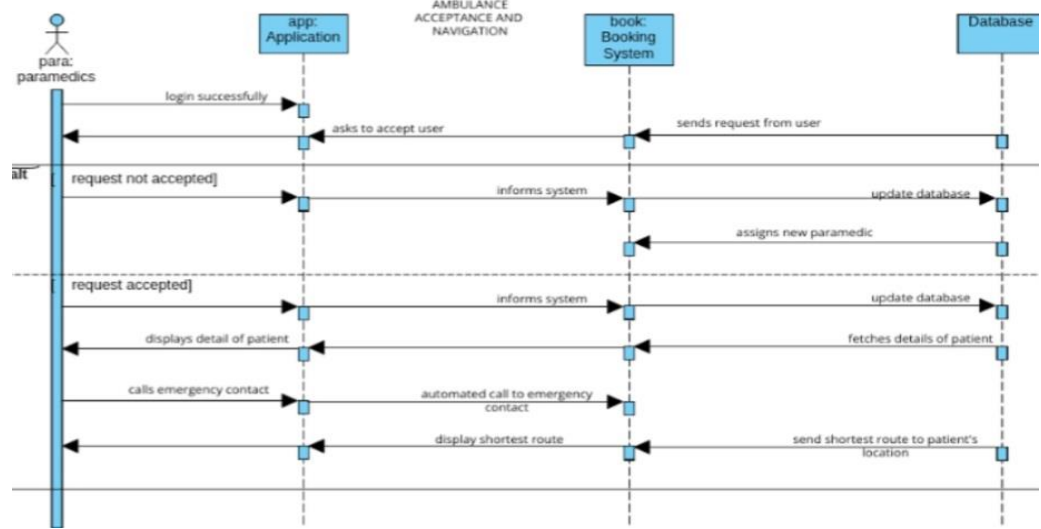 AMBULANCE
ACCEPTANCE AND
NAVIGATION
para:
paramedics
app:
Application
book:
Booking
System
Database
login successfully
sends request from user
asks to accept user
alt
[ request not accepted]
informs system
update database
assigns new paramedic
[ request accepted]
informs system
update database
displays detail of patient
fetches details of patient
calls emergency contact
automated call to emergency
contact
display shortest route
send shortest route to patient's
location